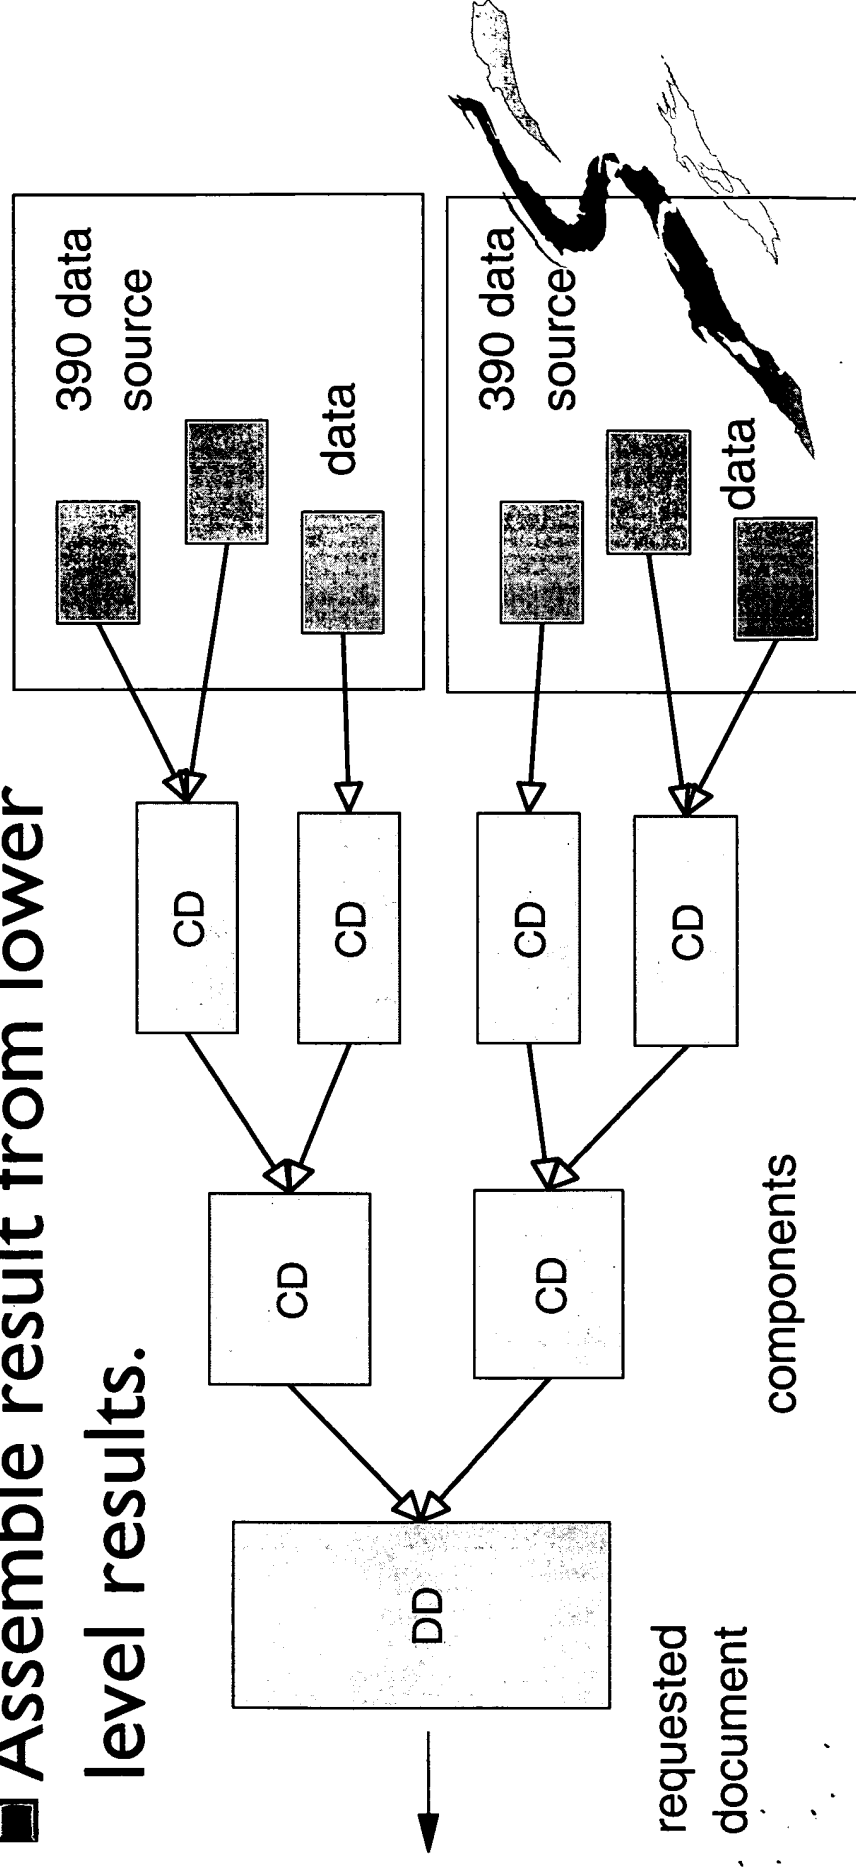 ■ Assemble result from lower
level results.
DD
CD
CD
CD
CD
CD
CD
390 data
source
data
390 data
source
data
requested
document
components